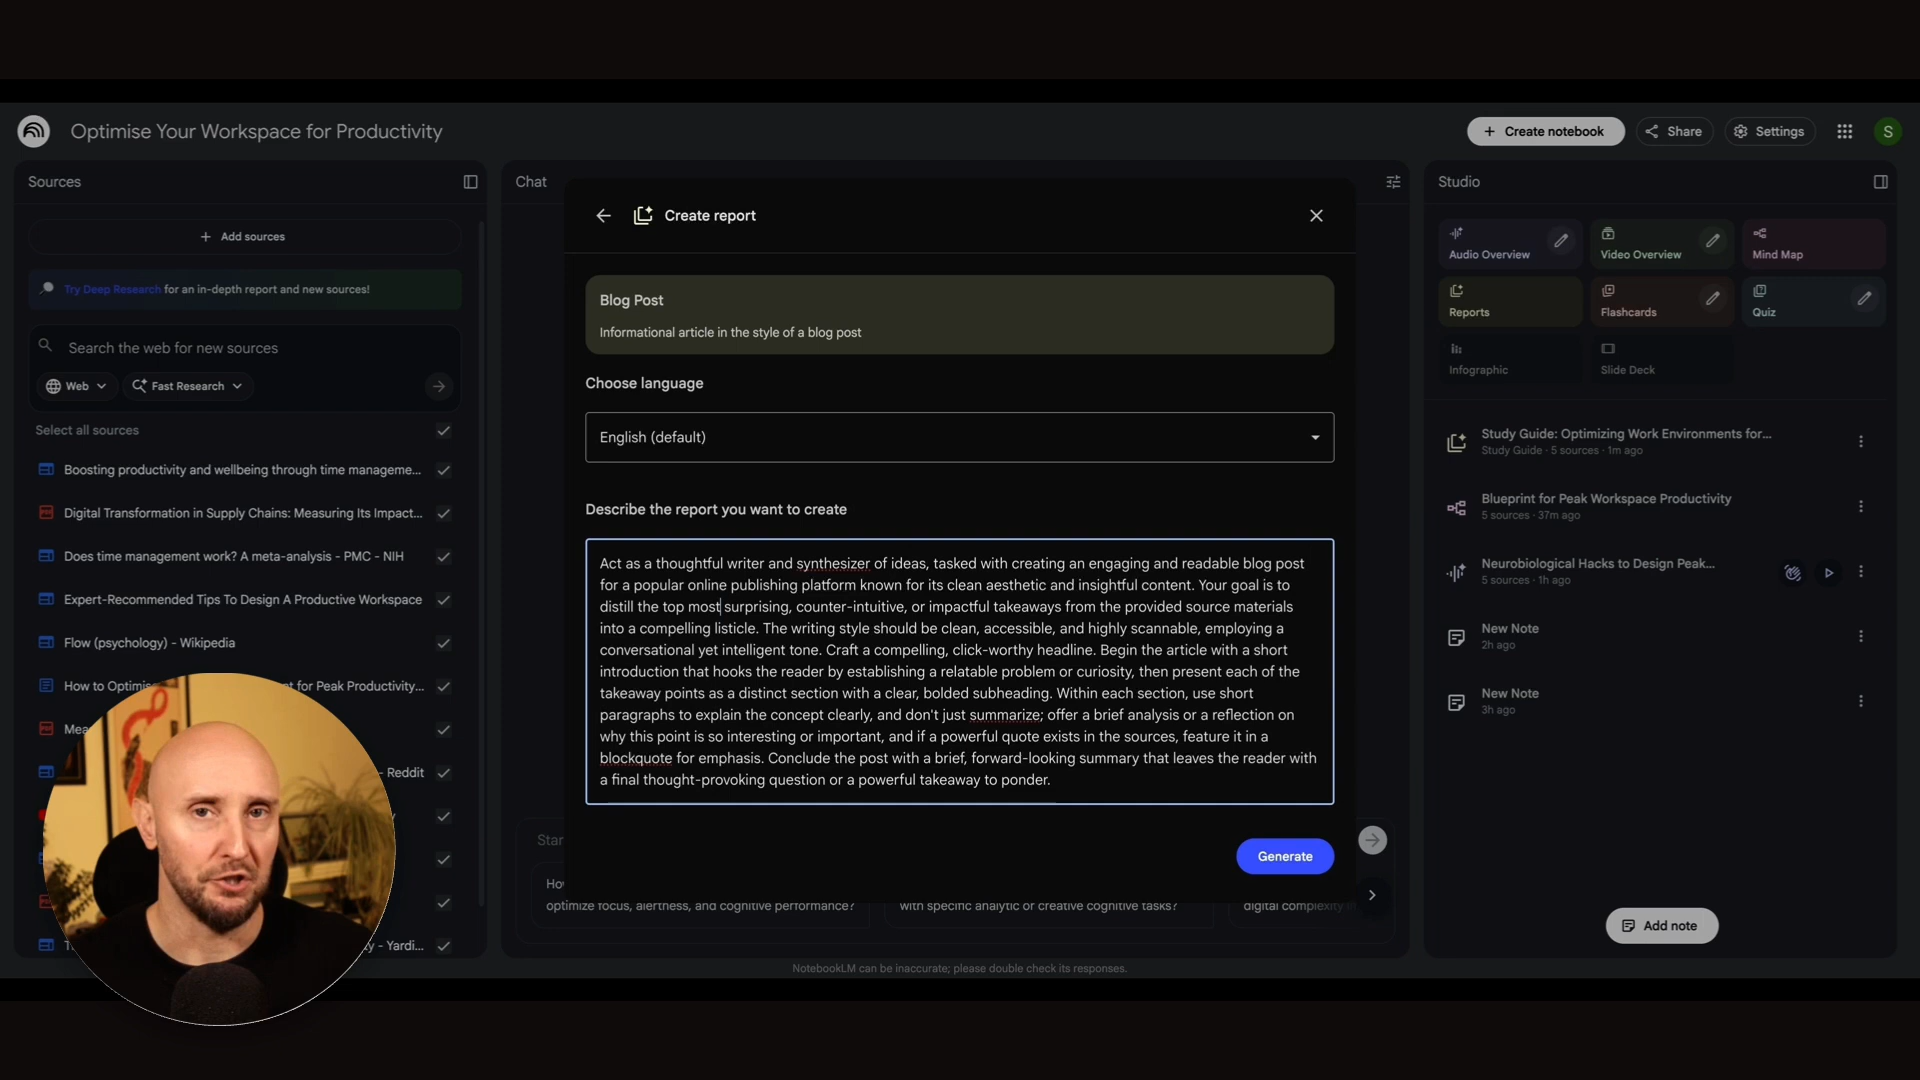 Optimise Your Workspace for Productivity
Create notebook
Share
Settings
S
Sources
Add sources
Try Deep Research for an in-depth report and new sources!
Search the web for new sources
Web
Fast Research
Select all sources
Boosting productivity and wellbeing through time manageme...
Digital Transformation in Supply Chains: Measuring Its Impact...
Does time management work? A meta-analysis - PMC - NIH
Expert-Recommended Tips To Design A Productive Workspace
Flow (psychology) - Wikipedia
How to Optimis
t for Peak Productivity...
Mea
- Reddit
y - Yardi...
Chat
Create report
Blog Post
Informational article in the style of a blog post
Choose language
English (default)
Describe the report you want to create
Act as a thoughtful writer and synthesizer of ideas, tasked with creating an engaging and readable blog post
for a popular online publishing platform known for its clean aesthetic and insightful content. Your goal is to
distill the top most surprising, counter-intuitive, or impactful takeaways from the provided source materials
into a compelling listicle. The writing style should be clean, accessible, and highly scannable, employing a
conversational yet intelligent tone. Craft a compelling, click-worthy headline. Begin the article with a short
introduction that hooks the reader by establishing a relatable problem or curiosity, then present each of the
takeaway points as a distinct section with a clear, bolded subheading. Within each section, use short
paragraphs to explain the concept clearly, and don't just summarize; offer a brief analysis or a reflection on
why this point is so interesting or important, and if a powerful quote exists in the sources, feature it in a
blockquote for emphasis. Conclude the post with a brief, forward-looking summary that leaves the reader with
a final thought-provoking question or a powerful takeaway to ponder.
Generate
Star
How
optimize focus, alertness, and cognitive performance?
with specific analytic or creative cognitive tasks?
digital complexity
NotebookLM can be inaccurate; please double check its responses.
Studio
Audio Overview
Video Overview
Mind Map
Reports
Flashcards
Quiz
Infographic
Slide Deck
Study Guide: Optimizing Work Environments for...
Study Guide · 5 sources · 1m ago
Blueprint for Peak Workspace Productivity
5 sources · 37m ago
Neurobiological Hacks to Design Peak...
5 sources · 1h ago
New Note
2h ago
New Note
3h ago
Add note